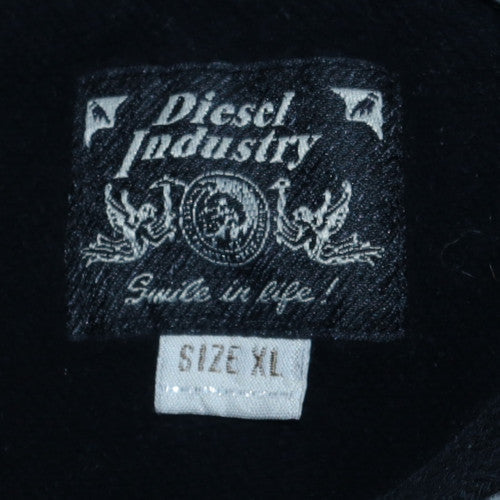 Diesel
Industry
Smile in life!
SIZE XL